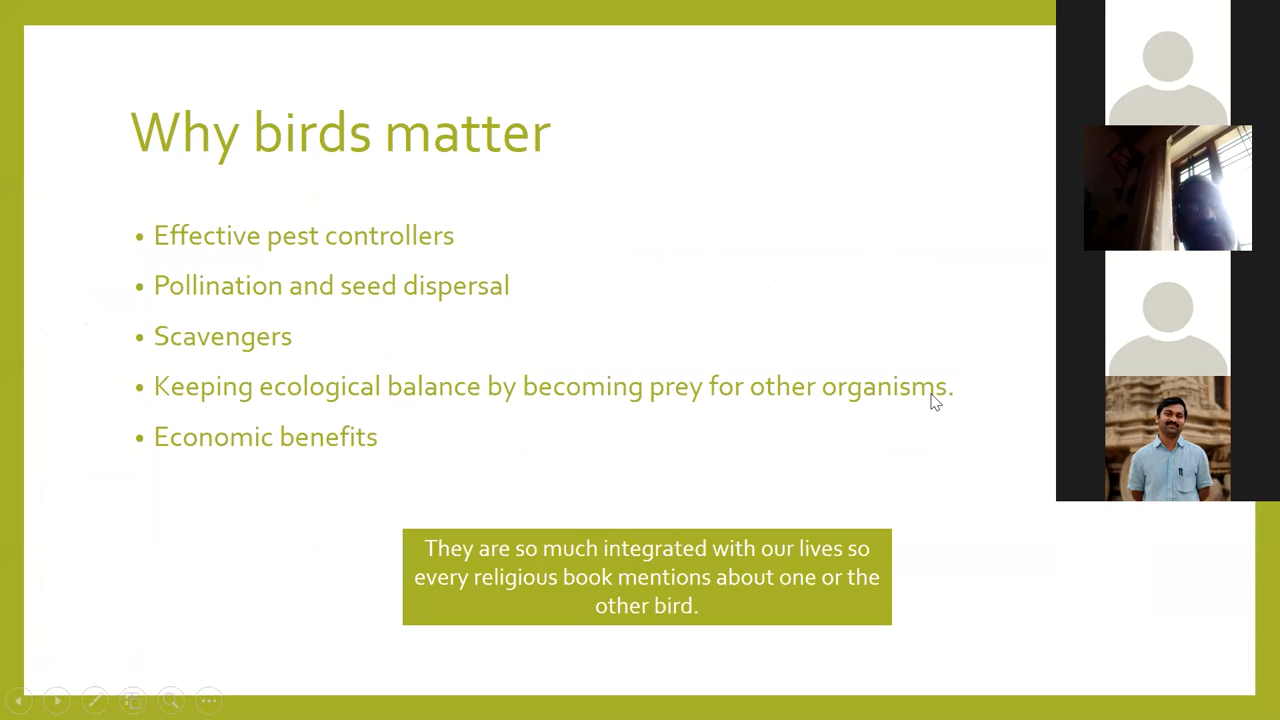 Why birds matter
• Effective pest controllers
• Pollination and seed dispersal
• Scavengers
• Keeping ecological balance by becoming prey for other organisms.
• Economic benefits
They are so much integrated with our lives so
every religious book mentions about one or the
other bird.